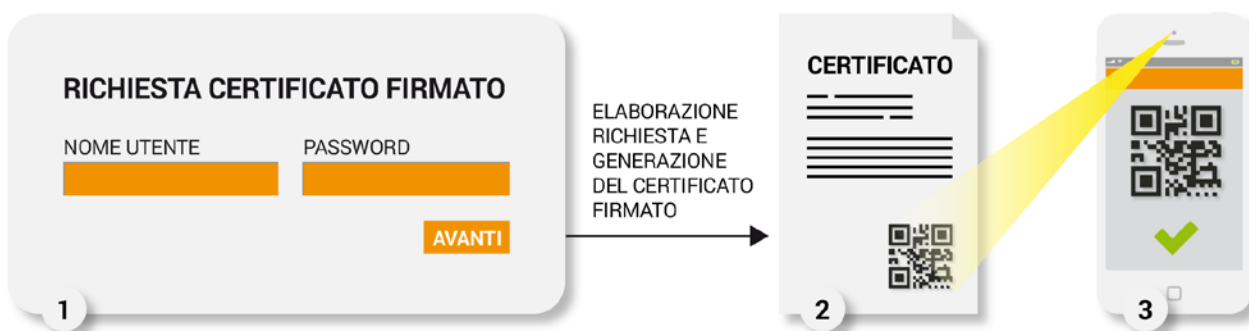 RICHIESTA CERTIFICATO FIRMATO
NOME UTENTE
PASSWORD
AVANTI
1
ELABORAZIONE
RICHIESTA E
GENERAZIONE
DEL CERTIFICATO
FIRMATO
CERTIFICATO
2
3